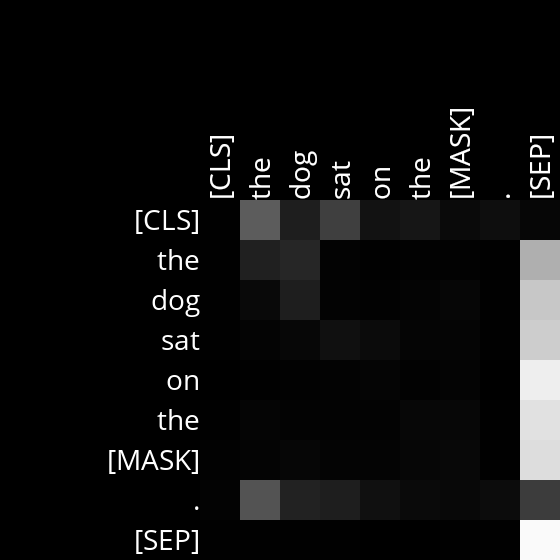 [CLS] the dog sat on the [MASK] . [SEP]
[CLS]
the
dog
sat
on
the
[MASK]
.
[SEP]